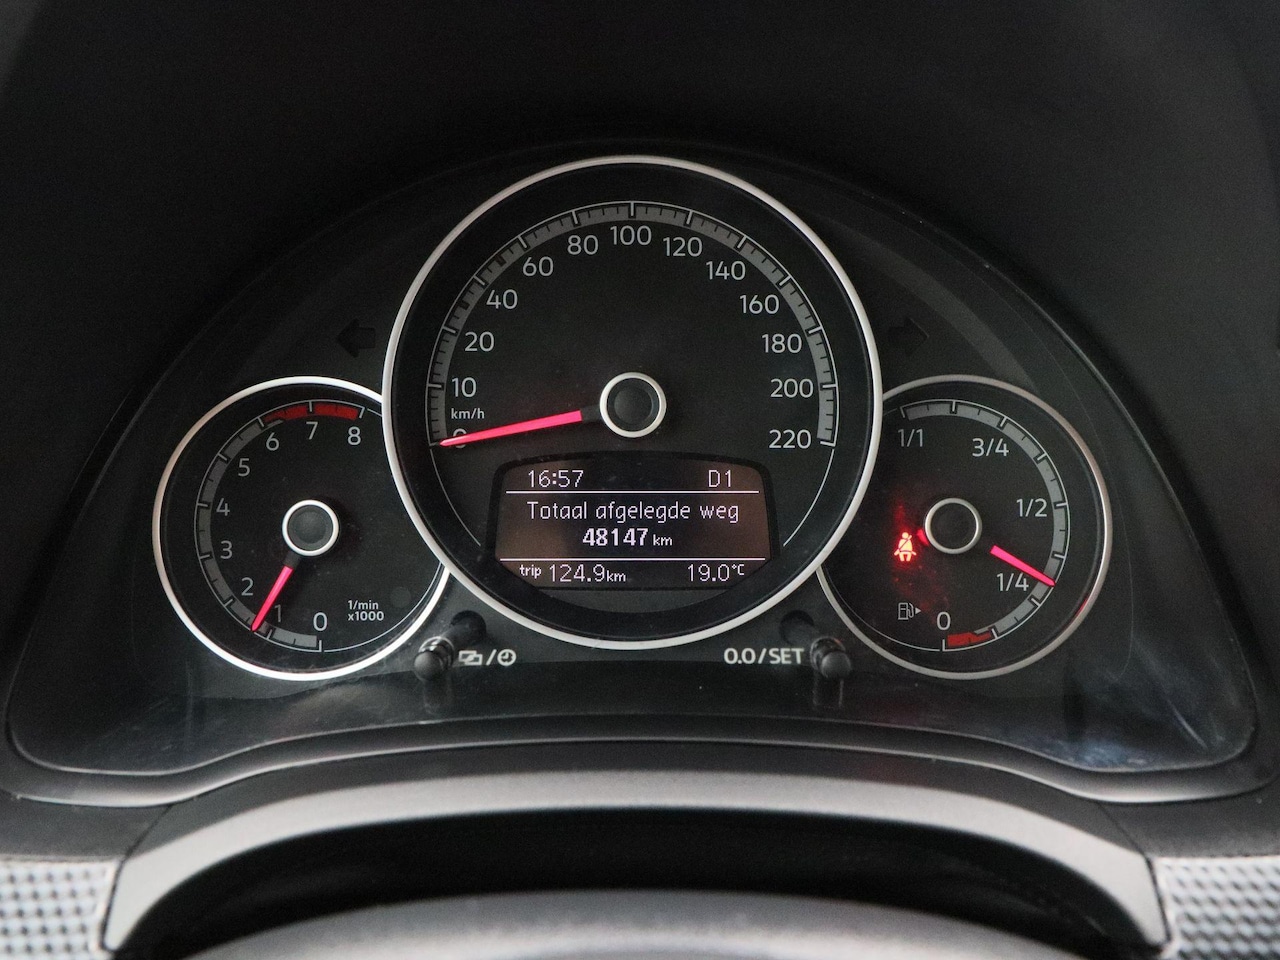 0 10 20 40 60 80 100 120 140 160 180 200 220
km/h
0 1 2 3 4 5 6 7 8
1/min
x1000
16:57 D1
Totaal afgelegde weg
48147 km
trip 124.9 km 19.0°C
1/1 3/4 1/2 1/4 0
0.0/SET